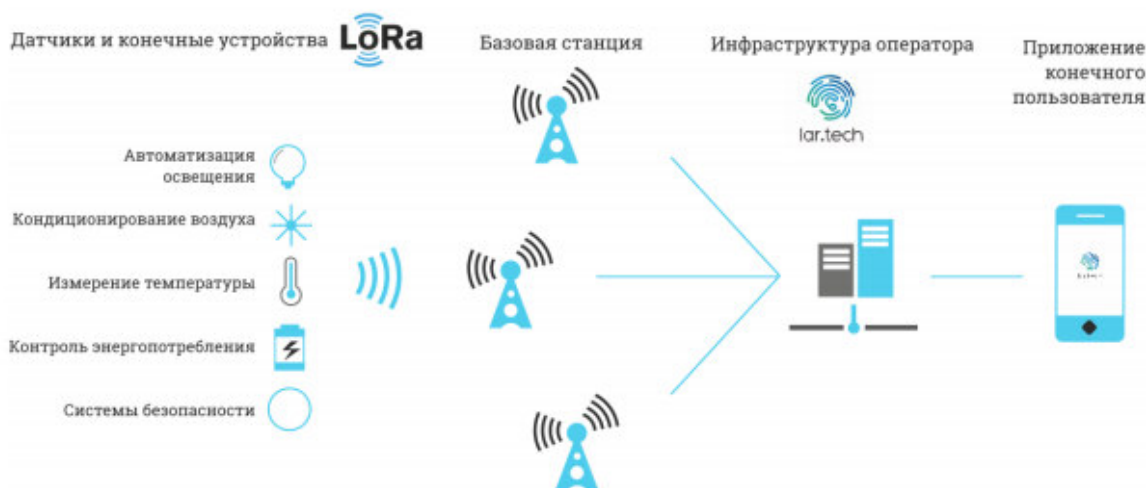 Датчики и конечные устройства
LoRa
Базовая станция
Инфраструктура оператора
Приложение
конечного
пользователя
lar.tech
Автоматизация
освещения
Кондиционирование воздуха
Измерение температуры
Контроль энергопотребления
Системы безопасности